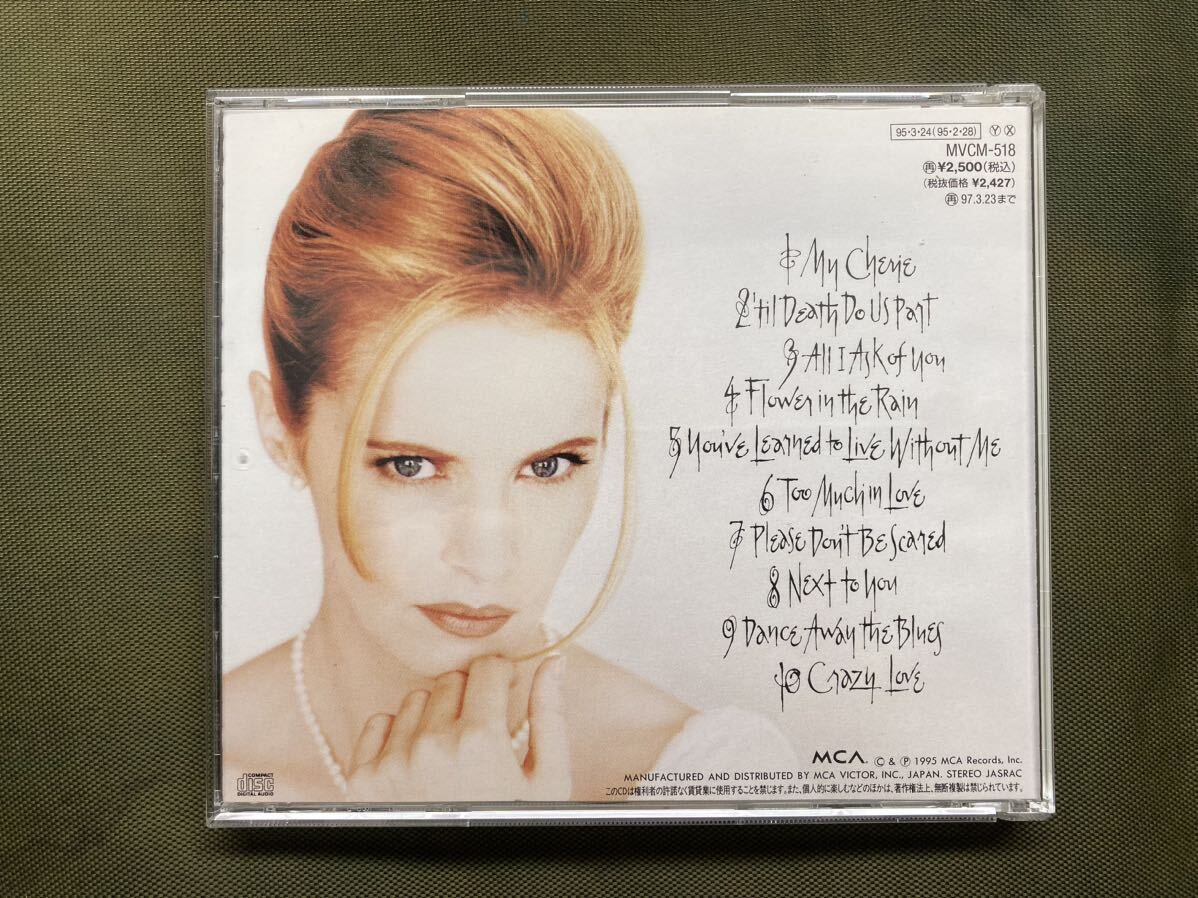 95・3・24(95・2・28) Ⓨ Ⓧ
MVCM-518
㊢¥2,500(税込)
(税抜価格 ¥2,427)
㊢97.3.23まで
1 My Cherie
2 'til Death Do Us Part
3 All I Ask of You
4 Flower in the Rain
5 You've Learned to Live Without Me
6 Too Much in Love
7 Please Don't Be Scared
8 Next to You
9 Dance Away the Blues
10 Crazy Love
MCA. © & Ⓟ 1995 MCA Records, Inc.
MANUFACTURED AND DISTRIBUTED BY MCA VICTOR, INC., JAPAN. STEREO JASRAC
このCDは権利者の許諾なく賃貸業に使用することを禁じます。また、個人的に楽しむなどのほかは、著作権法上、無断複製は禁じられています。
COMPACT
disc
DIGITAL AUDIO